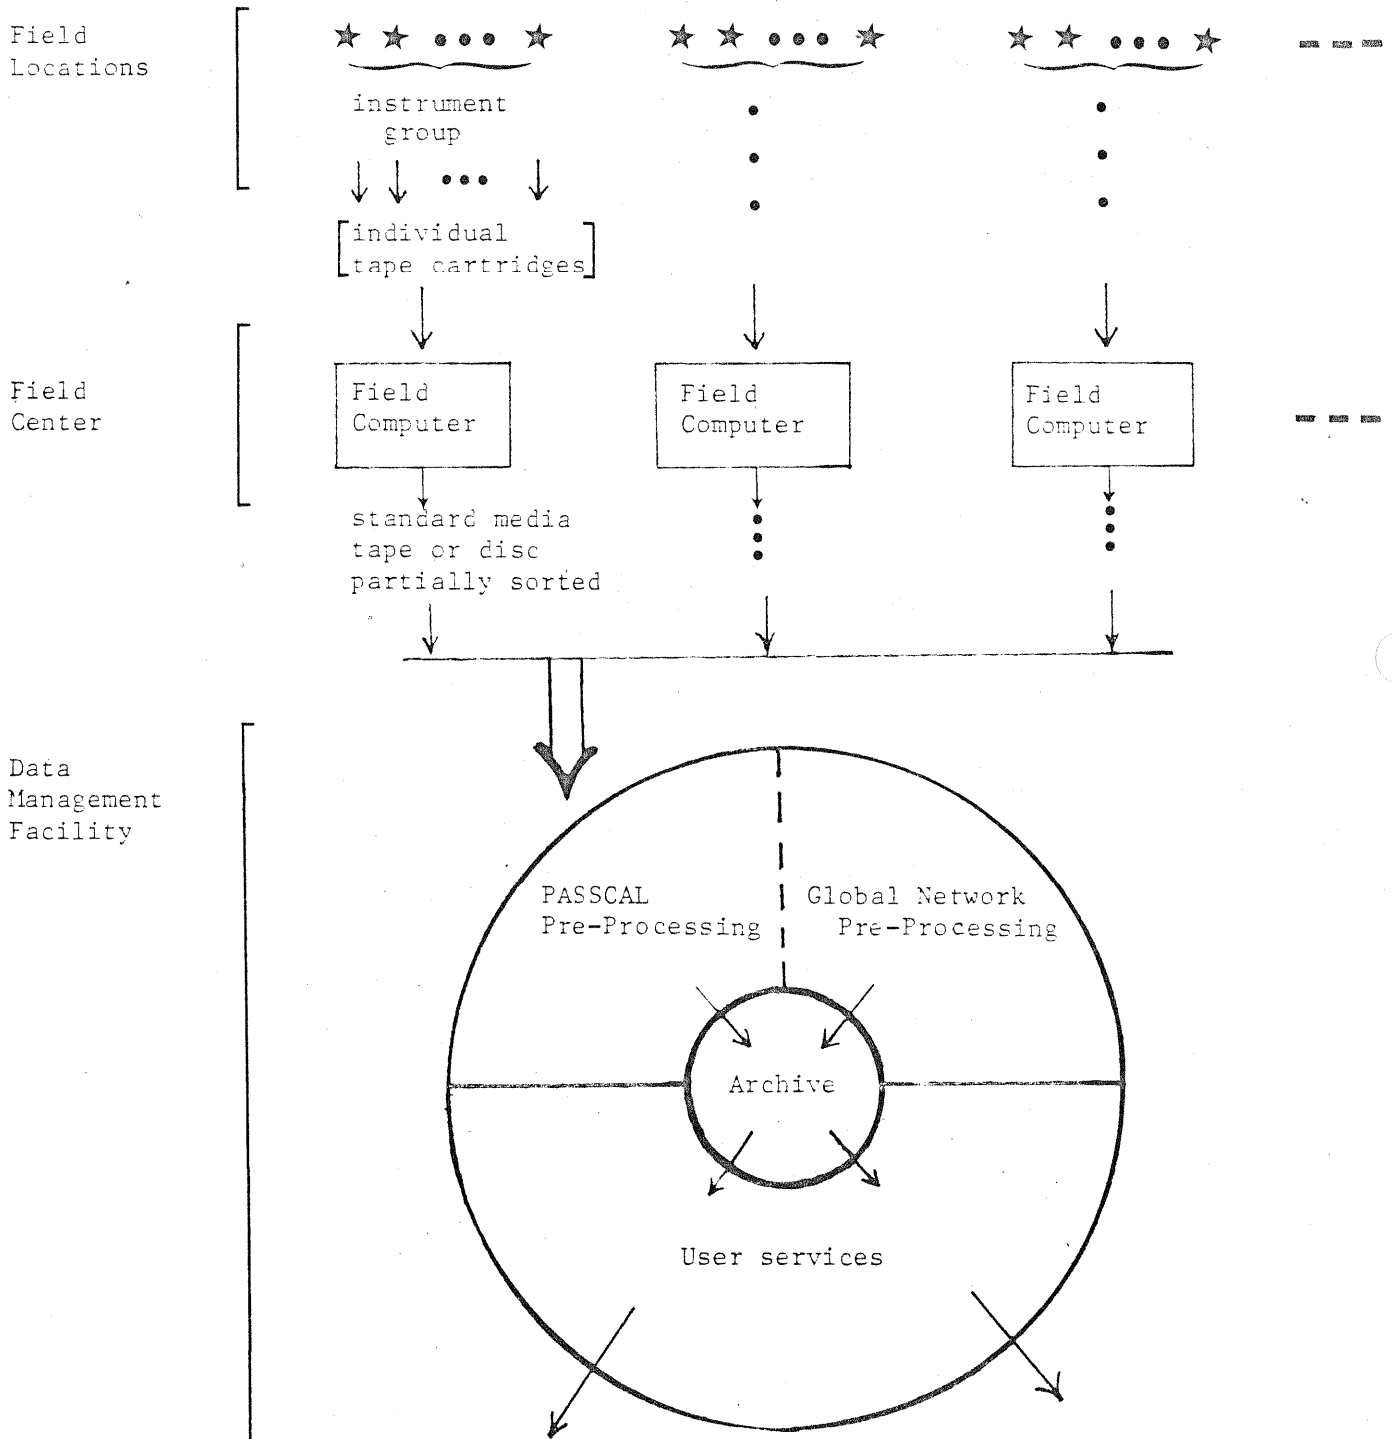 Field
Locations
instrument
group
individual
tape cartridges
Field
Center
Field
Computer
Field
Computer
Field
Computer
standard media
tape or disc
partially sorted
Data
Management
Facility
PASSCAL
Pre-Processing
Global Network
Pre-Processing
Archive
User services